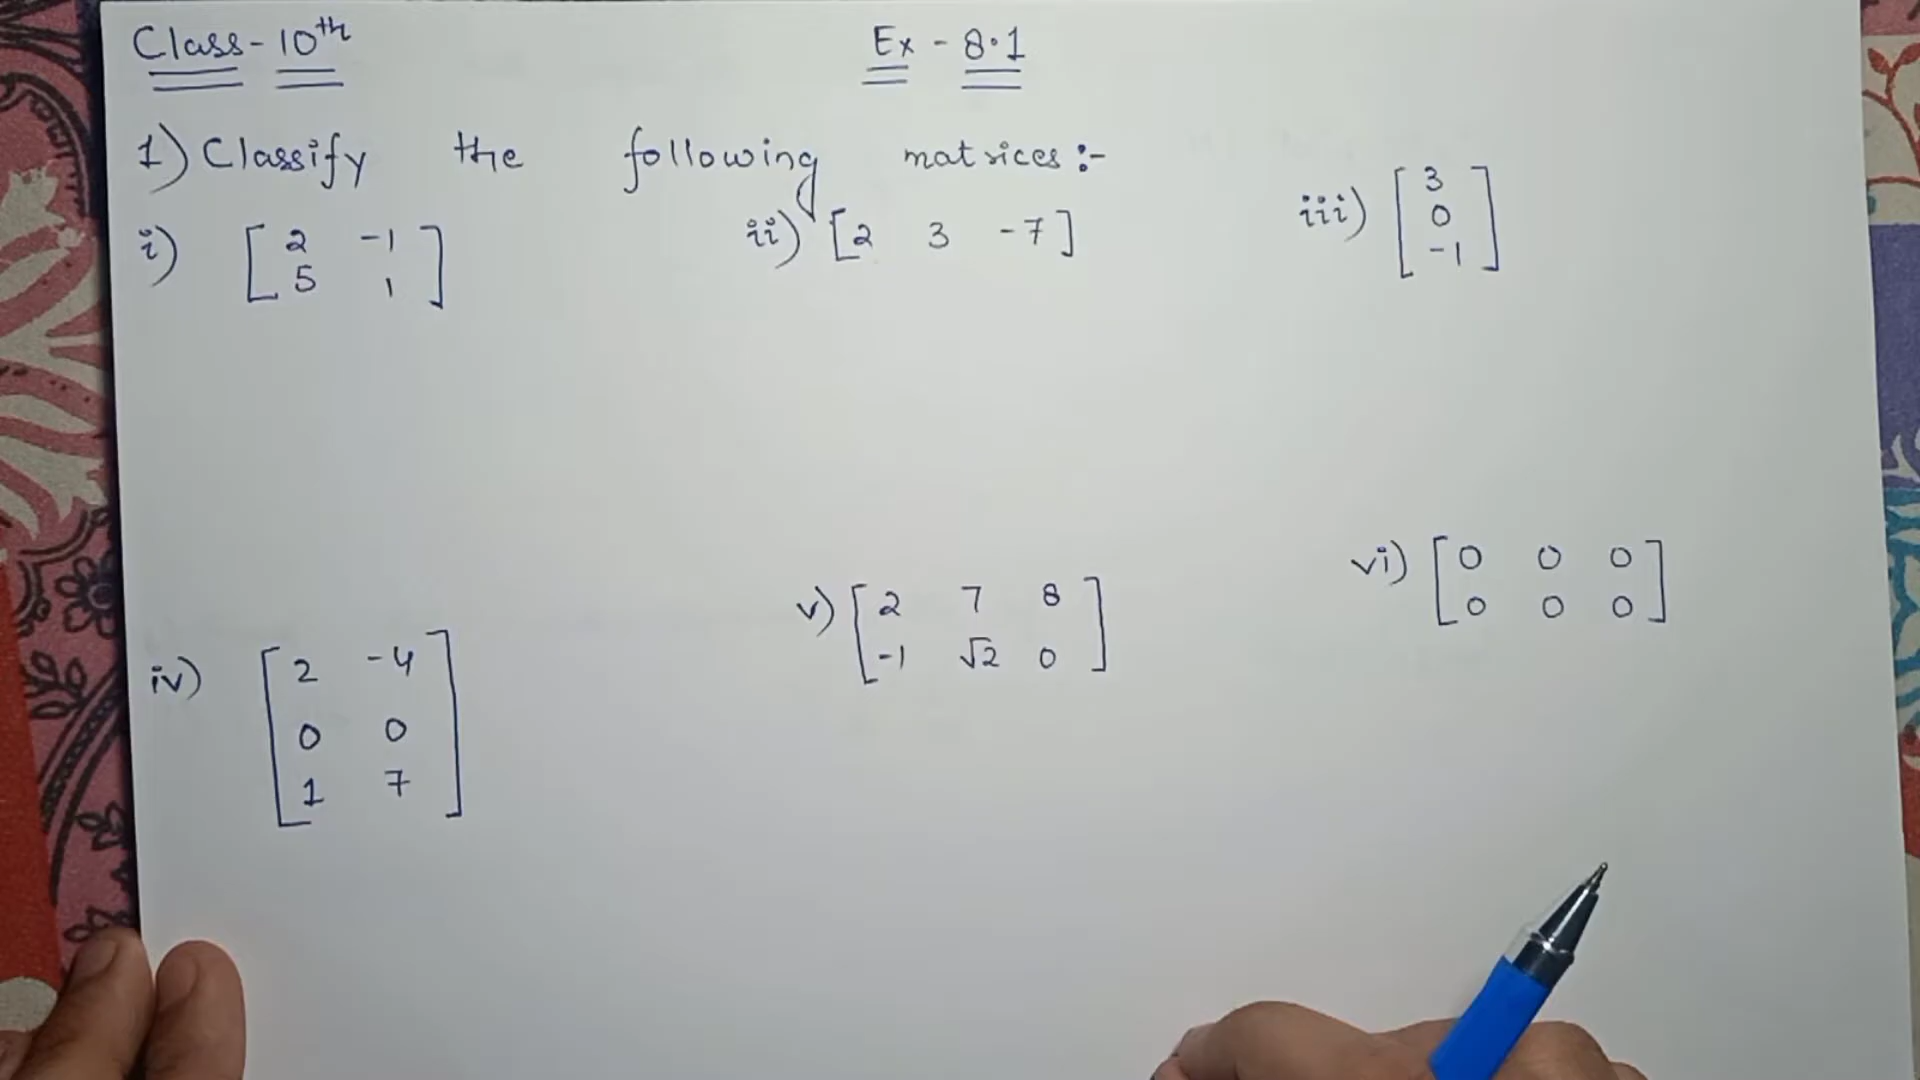 Class - 10th Ex - 8.1
1) Classify the following matrices :-
i) [ 2 -1
5 1 ]
ii) [ 2 3 -7 ]
iii) [ 3
0
-1 ]
iv) [ 2 -4
0 0
1 7 ]
v) [ 2 7 8
-1 √2 0 ]
vi) [ 0 0 0
0 0 0 ]